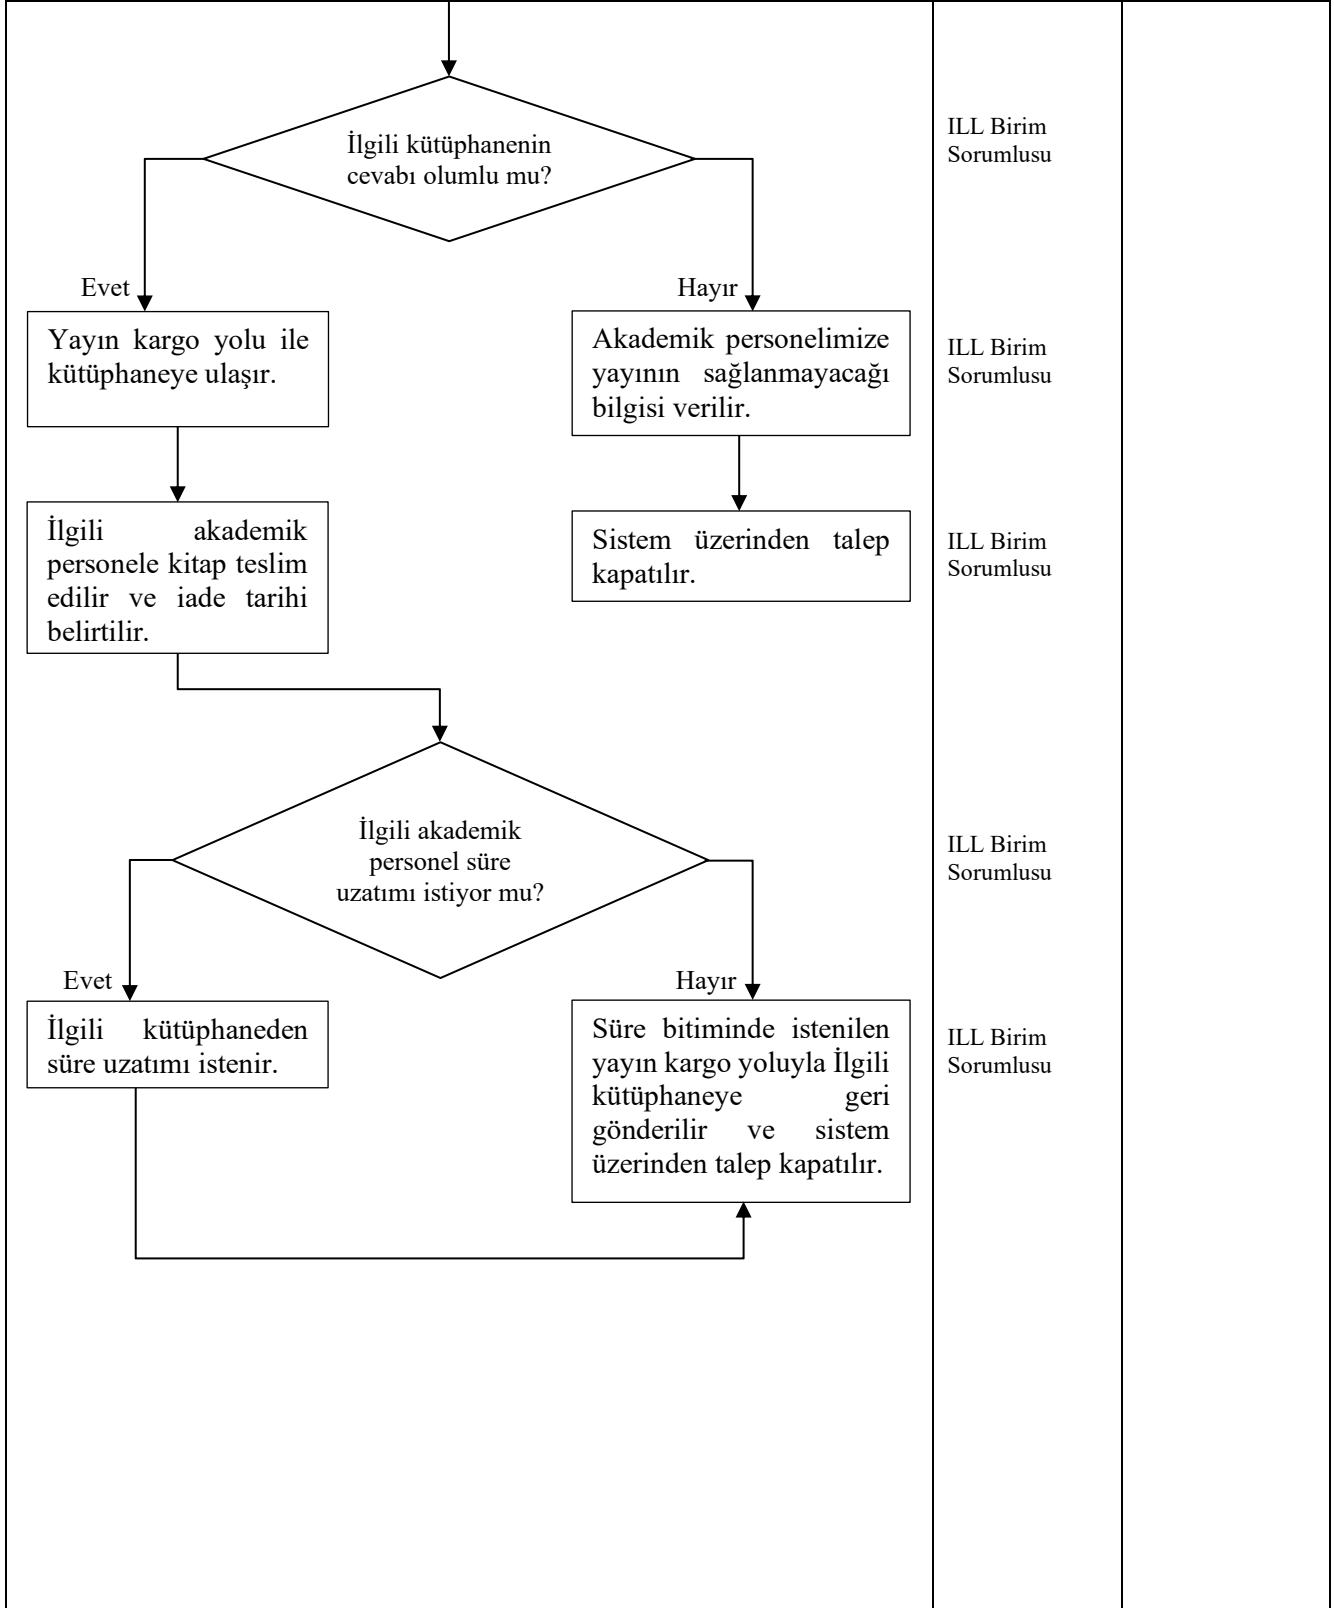 İlgili kütüphanenin
cevabı olumlu mu?
ILL Birim
Sorumlusu
Evet
Hayır
Yayın kargo yolu ile
kütüphaneye ulaşır.
Akademik personelimize
yayının sağlanmayacağı
bilgisi verilir.
ILL Birim
Sorumlusu
İlgili akademik
personele kitap teslim
edilir ve iade tarihi
belirtilir.
Sistem üzerinden talep
kapatılır.
ILL Birim
Sorumlusu
İlgili akademik
personel süre
uzatımı istiyor mu?
ILL Birim
Sorumlusu
Evet
Hayır
İlgili kütüphaneden
süre uzatımı istenir.
Süre bitiminde istenilen
yayın kargo yoluyla İlgili
kütüphaneye geri
gönderilir ve sistem
üzerinden talep kapatılır.
ILL Birim
Sorumlusu